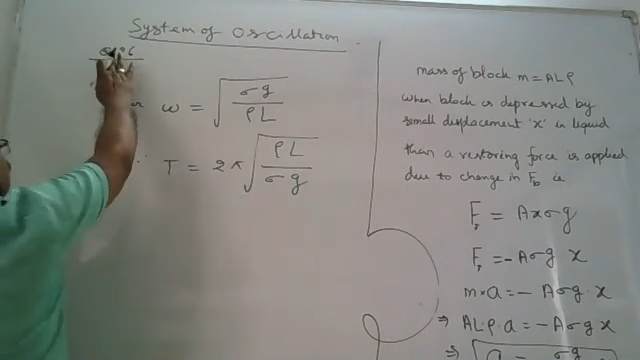 System of Oscillation
ω = √(σg / ρL)
T = 2π √(ρL / σg)
mass of block m = ALρ
when block is depressed by
small displacement 'x' in liquid
than a restoring force is applied
due to change in F_b is
F_r = Axσg
F_r = -Aσg x
m·a = - Aσg·x
⇒ ALρ·a = -Aσg x
⇒ a = σg